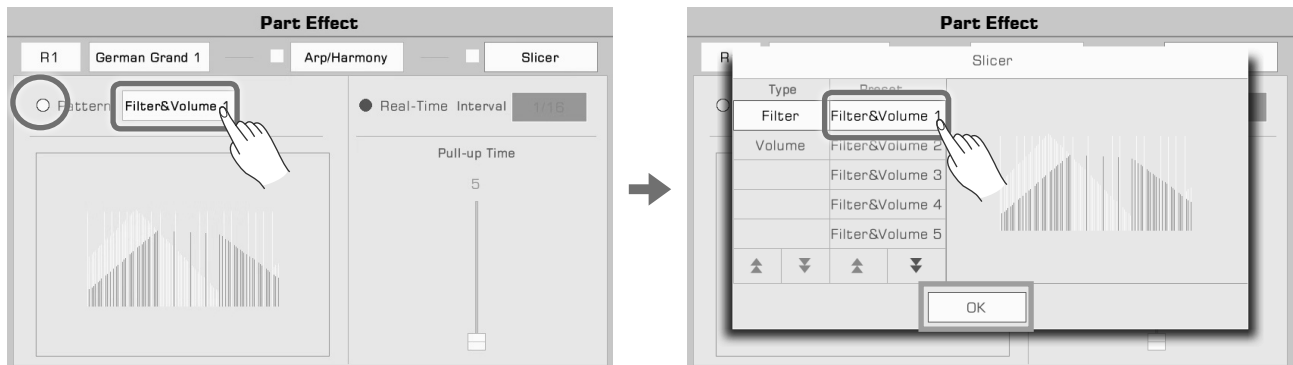 Part Effect
R1 German Grand 1 Arp/Harmony Slicer
Pattern Filter&Volume 1 Real-Time Interval 1/16
Pull-up Time
5
Part Effect
R
Slicer
Type Preset
Filter Filter&Volume 1
Volume Filter&Volume 2
Filter&Volume 3
Filter&Volume 4
Filter&Volume 5
OK